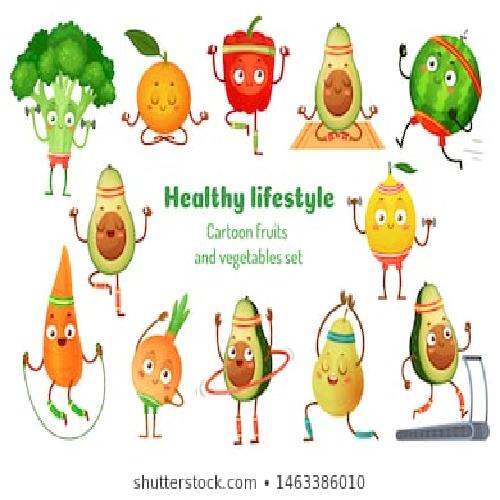 Healthy lifestyle
Cartoon fruits
and vegetables set
shutterstock.com • 1463386010